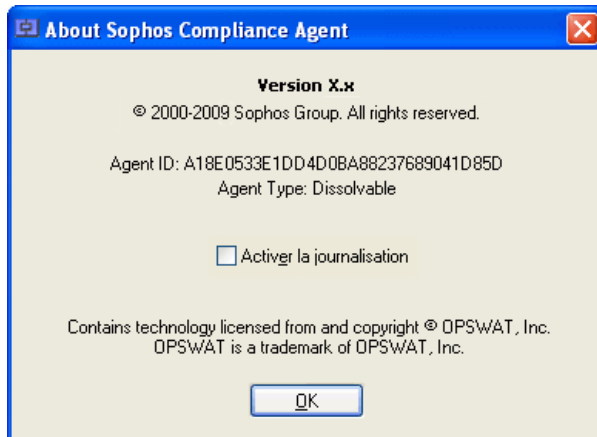 About Sophos Compliance Agent
Version X.x
© 2000-2009 Sophos Group. All rights reserved.
Agent ID: A18E0533E1DD4D0BA88237689041D85D
Agent Type: Dissolvable
Activer la journalisation
Contains technology licensed from and copyright © OPSWAT, Inc.
OPSWAT is a trademark of OPSWAT, Inc.
OK